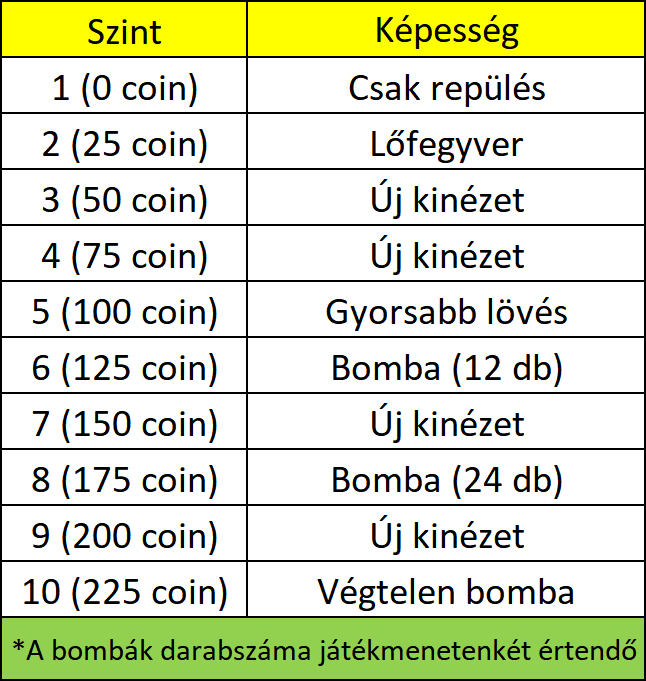 Szint Képesség
1 (0 coin) Csak repülés
2 (25 coin) Lőfegyver
3 (50 coin) Új kinézet
4 (75 coin) Új kinézet
5 (100 coin) Gyorsabb lövés
6 (125 coin) Bomba (12 db)
7 (150 coin) Új kinézet
8 (175 coin) Bomba (24 db)
9 (200 coin) Új kinézet
10 (225 coin) Végtelen bomba
*A bombák darabszáma játékmenetenkét értendő